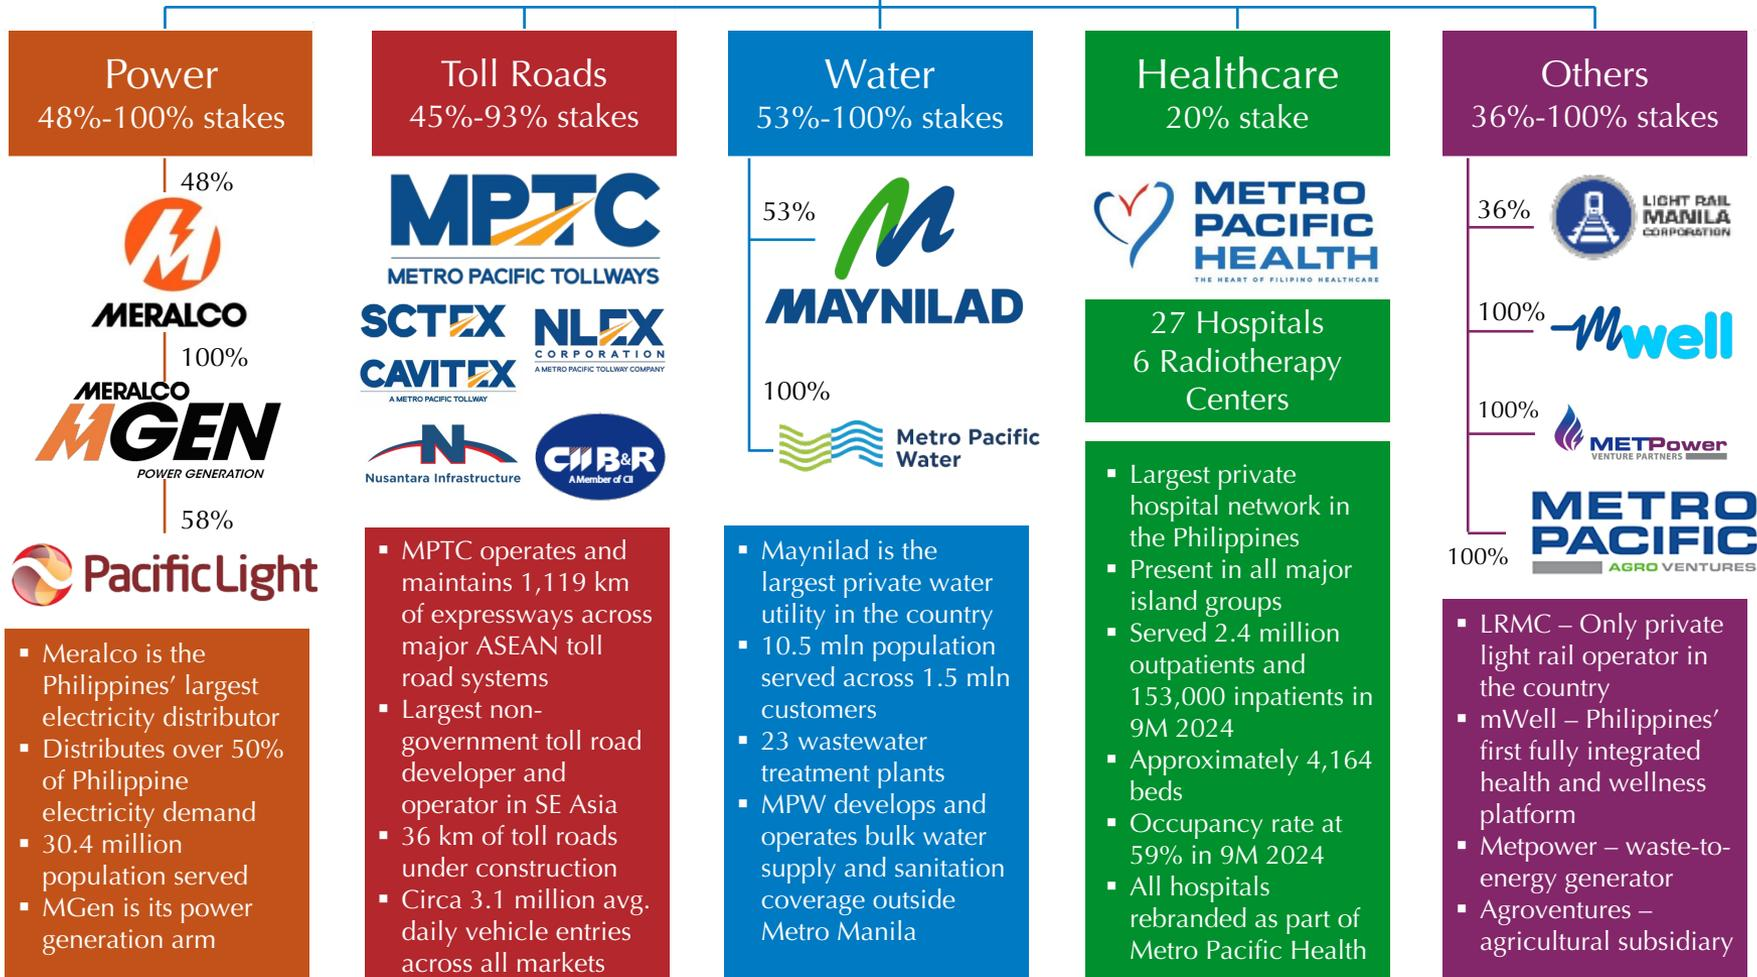 Power
48%-100% stakes
48%
MERALCO
100%
MERALCO
MGEN
POWER GENERATION
58%
PacificLight
▪ Meralco is the
Philippines’ largest
electricity distributor
▪ Distributes over 50%
of Philippine
electricity demand
▪ 30.4 million
population served
▪ MGen is its power
generation arm
Toll Roads
45%-93% stakes
MPTC
METRO PACIFIC TOLLWAYS
SCTEX
NLEX
CORPORATION
A METRO PACIFIC TOLLWAY COMPANY
CAVITEX
A METRO PACIFIC TOLLWAY
N
Nusantara Infrastructure
CII B&R
A Member of CII
▪ MPTC operates and
maintains 1,119 km
of expressways across
major ASEAN toll
road systems
▪ Largest non-
government toll road
developer and
operator in SE Asia
▪ 36 km of toll roads
under construction
▪ Circa 3.1 million avg.
daily vehicle entries
across all markets
Water
53%-100% stakes
53%
MAYNILAD
100%
Metro Pacific
Water
▪ Maynilad is the
largest private water
utility in the country
▪ 10.5 mln population
served across 1.5 mln
customers
▪ 23 wastewater
treatment plants
▪ MPW develops and
operates bulk water
supply and sanitation
coverage outside
Metro Manila
Healthcare
20% stake
METRO
PACIFIC
HEALTH
THE HEART OF FILIPINO HEALTHCARE
27 Hospitals
6 Radiotherapy
Centers
▪ Largest private
hospital network in
the Philippines
▪ Present in all major
island groups
▪ Served 2.4 million
outpatients and
153,000 inpatients in
9M 2024
▪ Approximately 4,164
beds
▪ Occupancy rate at
59% in 9M 2024
▪ All hospitals
rebranded as part of
Metro Pacific Health
Others
36%-100% stakes
36%
LIGHT RAIL
MANILA
CORPORATION
100%
mwell
100%
METPower
VENTURE PARTNERS
100%
METRO
PACIFIC
AGRO VENTURES
▪ LRMC – Only private
light rail operator in
the country
▪ mWell – Philippines’
first fully integrated
health and wellness
platform
▪ Metpower – waste-to-
energy generator
▪ Agroventures –
agricultural subsidiary